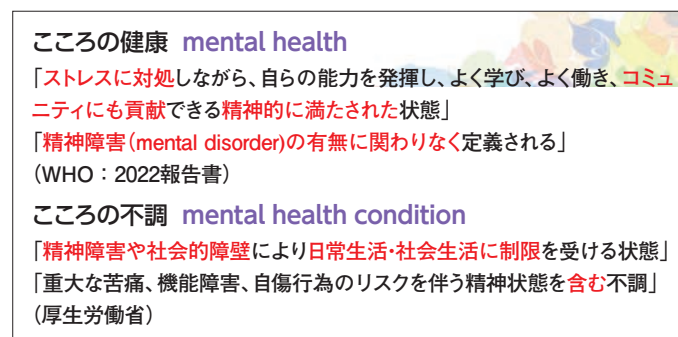 こころの健康 mental health
「ストレスに対処しながら、自らの能力を発揮し、よく学び、よく働き、コミュ
ニティにも貢献できる精神的に満たされた状態」
「精神障害(mental disorder)の有無に関わりなく定義される」
(WHO：2022報告書)
こころの不調 mental health condition
「精神障害や社会的障壁により日常生活・社会生活に制限を受ける状態」
「重大な苦痛、機能障害、自傷行為のリスクを伴う精神状態を含む不調」
(厚生労働省)